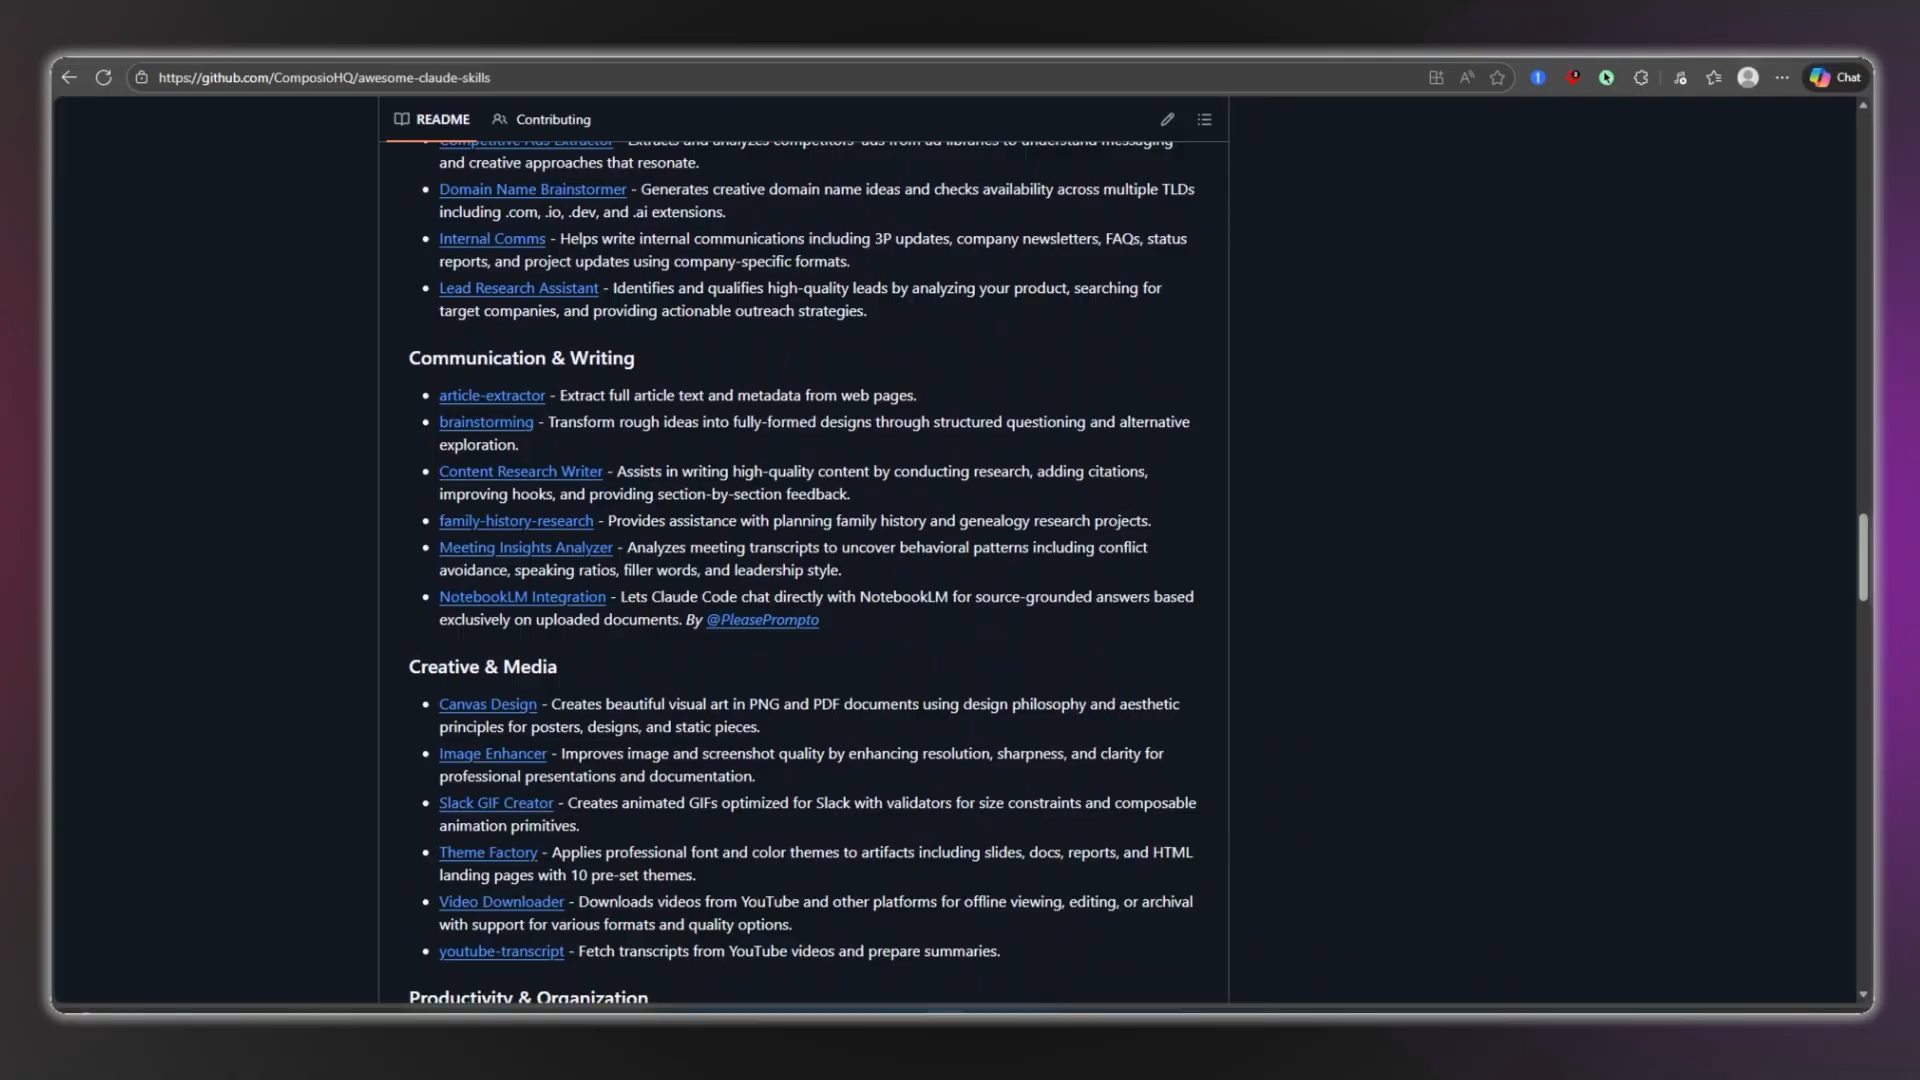 https://github.com/ComposioHQ/awesome-claude-skills
Chat
README
Contributing
Competitive Ads Extractor - Extracts and analyzes competitors' ads from ad libraries to understand messaging
and creative approaches that resonate.
Domain Name Brainstormer - Generates creative domain name ideas and checks availability across multiple TLDs
including .com, .io, .dev, and .ai extensions.
Internal Comms - Helps write internal communications including 3P updates, company newsletters, FAQs, status
reports, and project updates using company-specific formats.
Lead Research Assistant - Identifies and qualifies high-quality leads by analyzing your product, searching for
target companies, and providing actionable outreach strategies.
Communication & Writing
article-extractor - Extract full article text and metadata from web pages.
brainstorming - Transform rough ideas into fully-formed designs through structured questioning and alternative
exploration.
Content Research Writer - Assists in writing high-quality content by conducting research, adding citations,
improving hooks, and providing section-by-section feedback.
family-history-research - Provides assistance with planning family history and genealogy research projects.
Meeting Insights Analyzer - Analyzes meeting transcripts to uncover behavioral patterns including conflict
avoidance, speaking ratios, filler words, and leadership style.
NotebookLM Integration - Lets Claude Code chat directly with NotebookLM for source-grounded answers based
exclusively on uploaded documents. By @PleasePrompto
Creative & Media
Canvas Design - Creates beautiful visual art in PNG and PDF documents using design philosophy and aesthetic
principles for posters, designs, and static pieces.
Image Enhancer - Improves image and screenshot quality by enhancing resolution, sharpness, and clarity for
professional presentations and documentation.
Slack GIF Creator - Creates animated GIFs optimized for Slack with validators for size constraints and composable
animation primitives.
Theme Factory - Applies professional font and color themes to artifacts including slides, docs, reports, and HTML
landing pages with 10 pre-set themes.
Video Downloader - Downloads videos from YouTube and other platforms for offline viewing, editing, or archival
with support for various formats and quality options.
youtube-transcript - Fetch transcripts from YouTube videos and prepare summaries.
Productivity & Organization